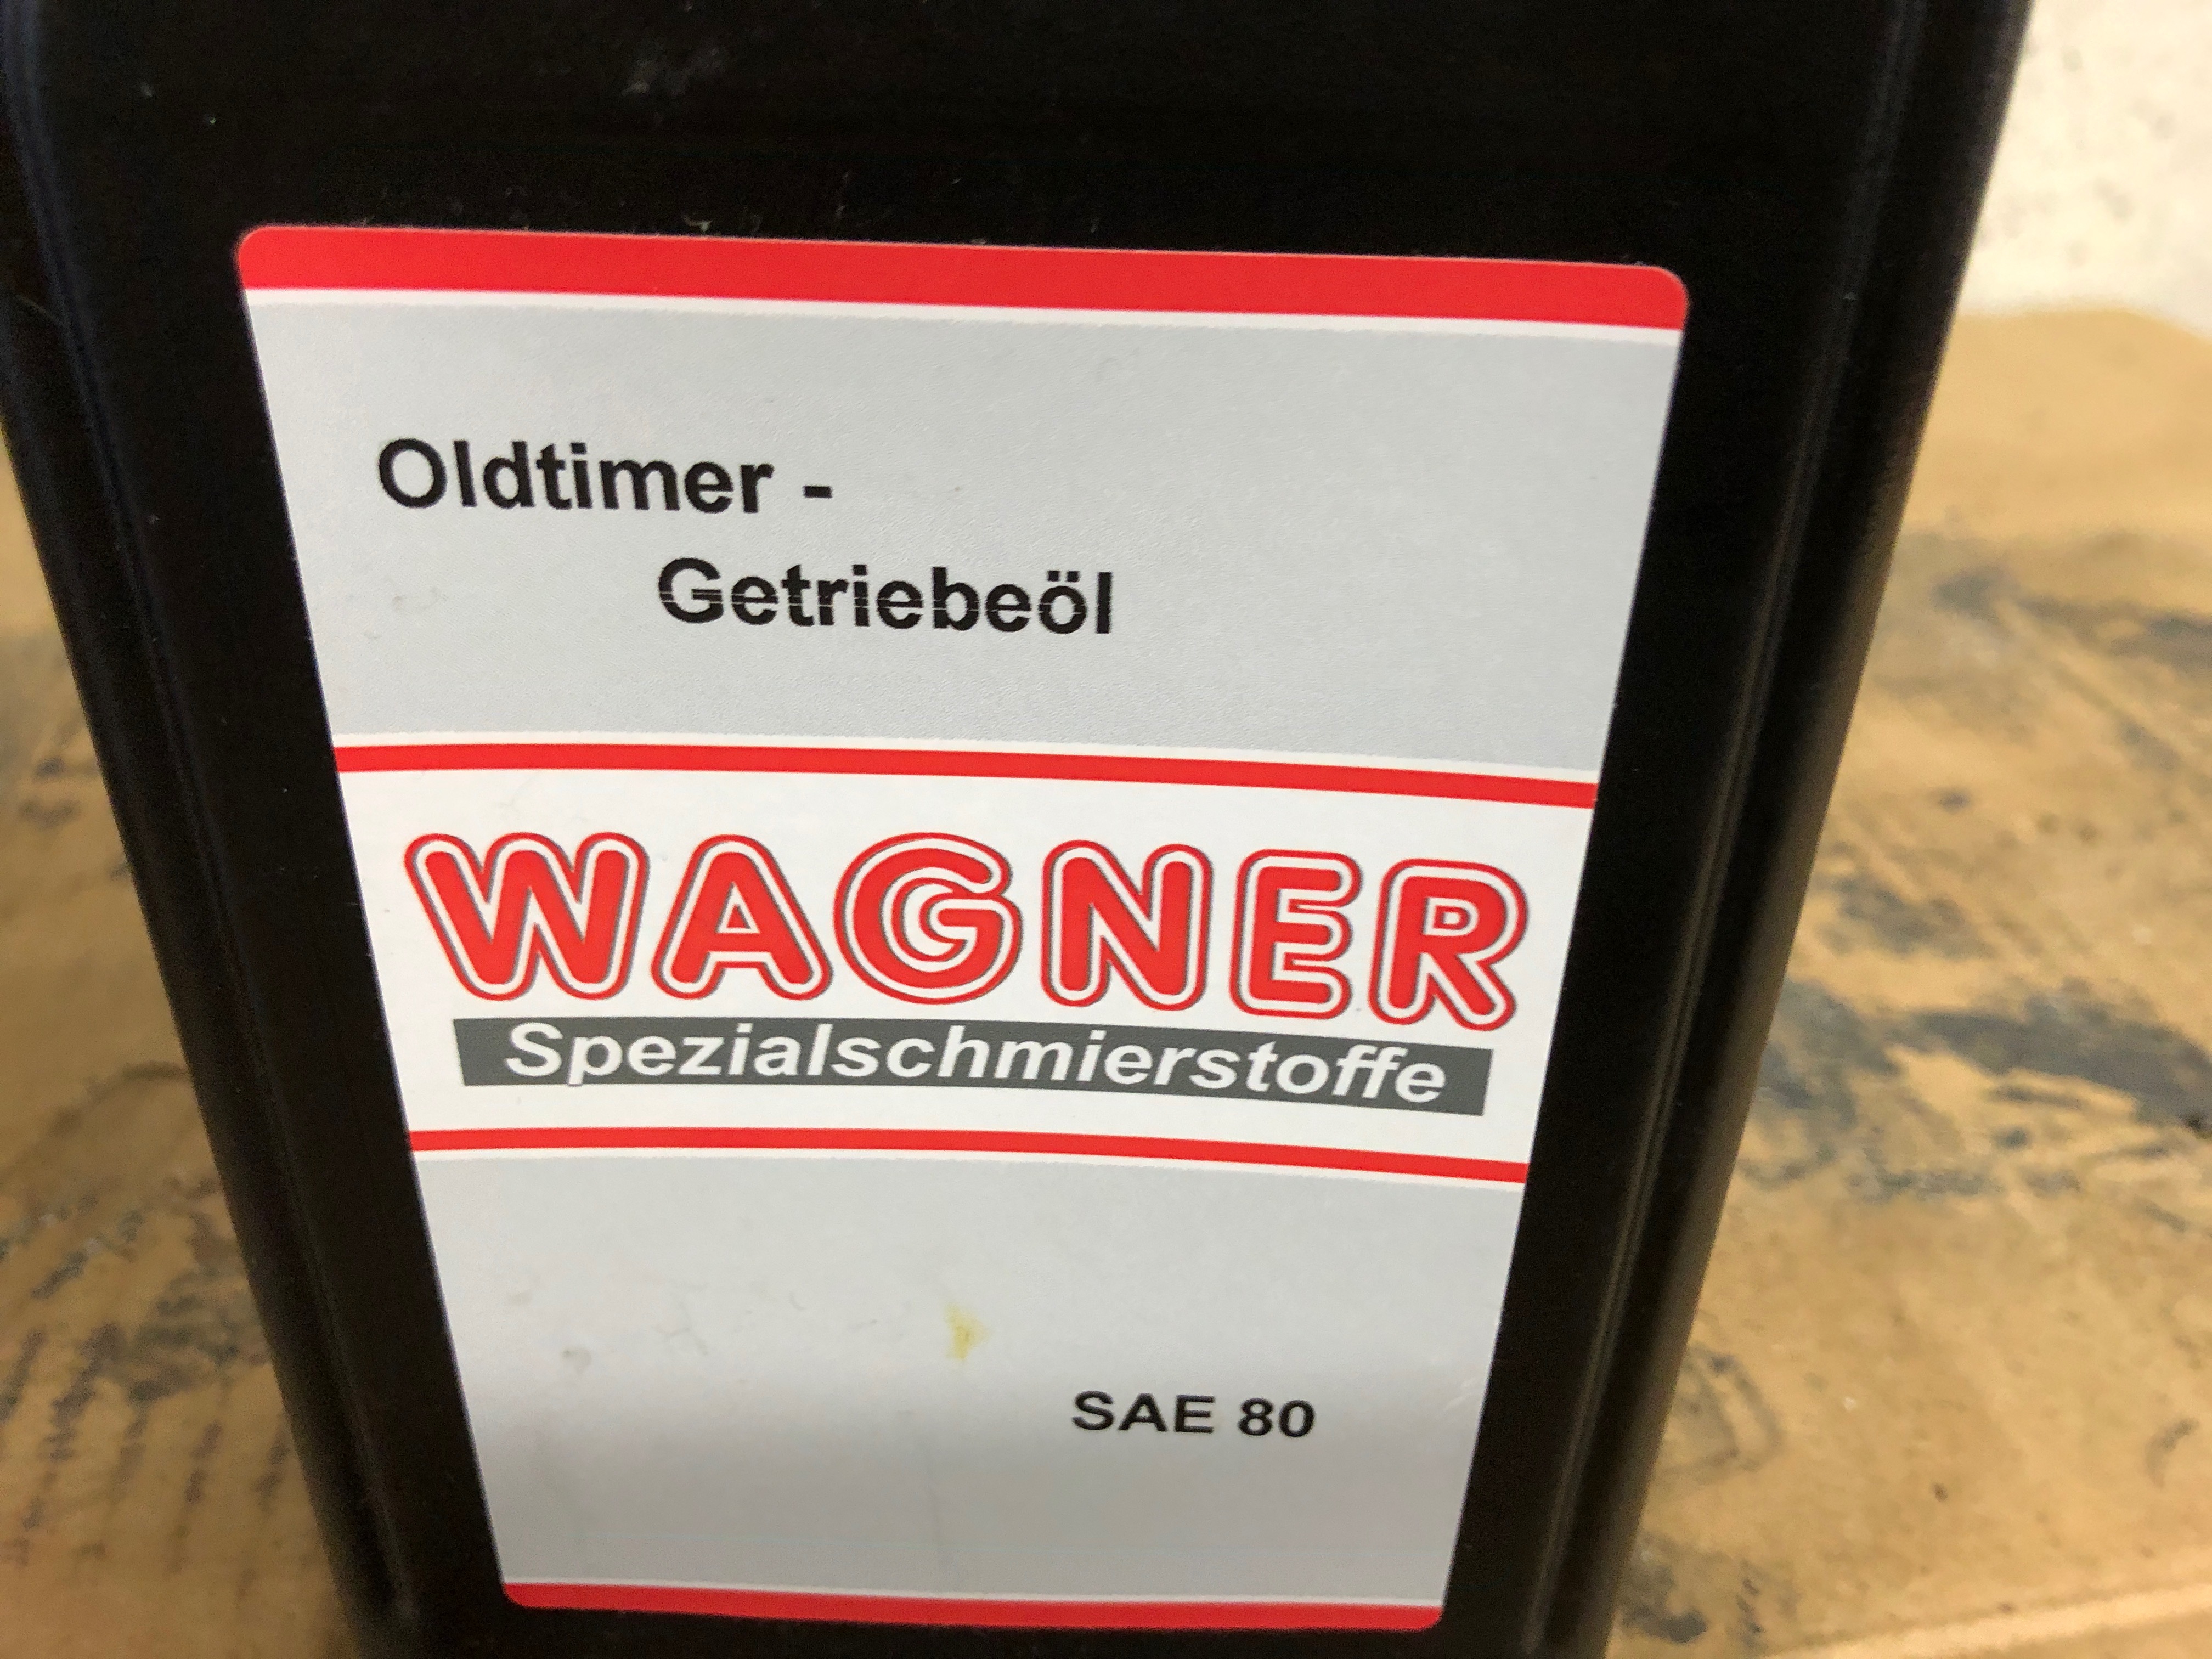 Oldtimer -
Getriebeöl
WAGNER
Spezialschmierstoffe
SAE 80